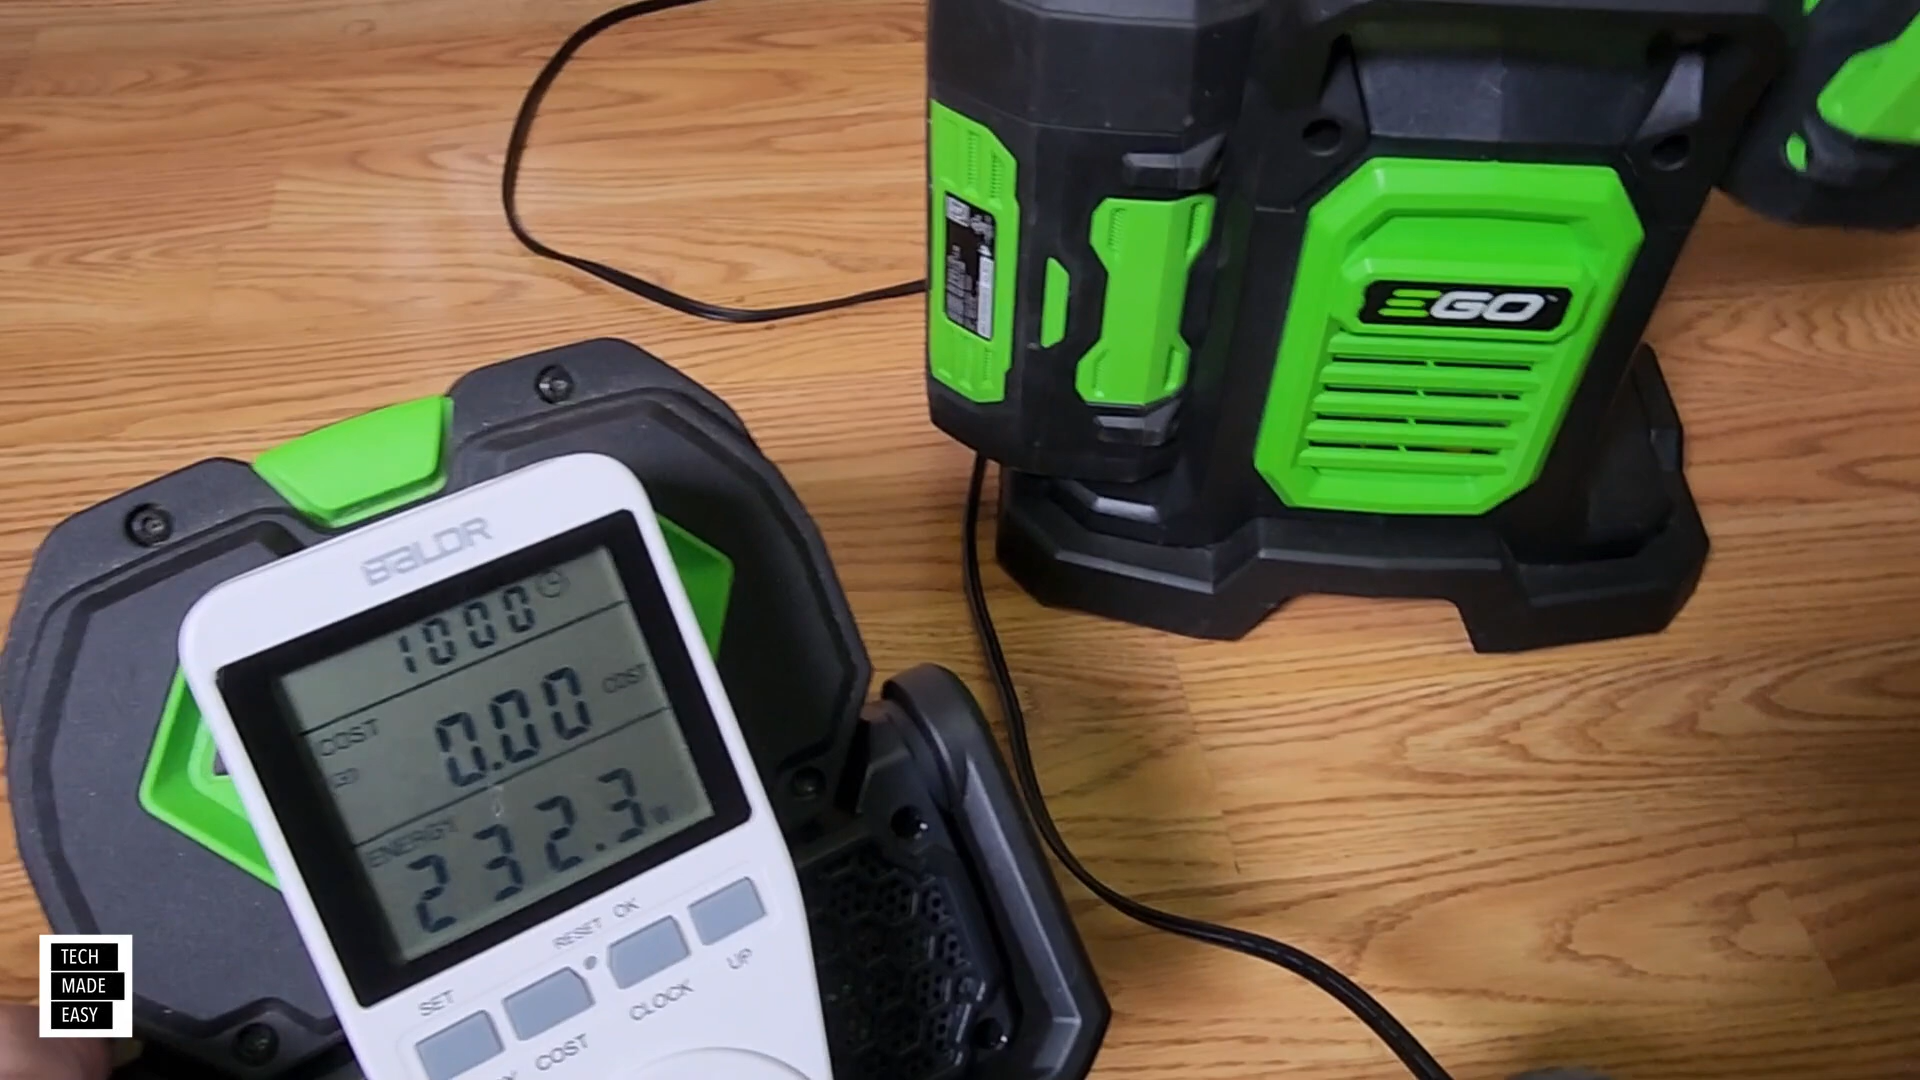 EGO
BALDR
1000
COST
0.00
COST
ENERGY
232.3
W
RESET
OK
SET
UP
CLOCK
COST
TECH
MADE
EASY